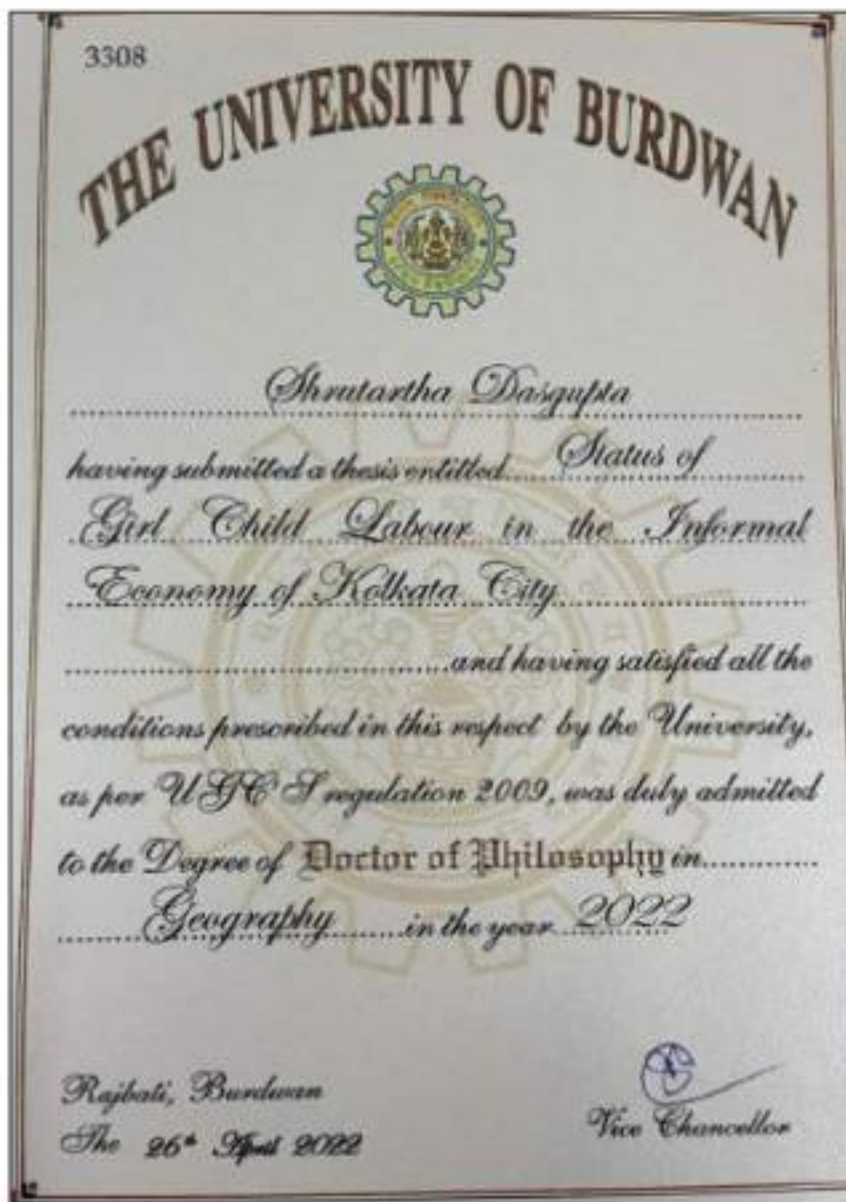 3308
THE UNIVERSITY OF BURDWAN
Shrutartha Dasgupta
having submitted a thesis entitled Status of
Girl Child Labour in the Informal
Economy of Kolkata City
and having satisfied all the
conditions prescribed in this respect by the University,
as per UGC'S regulation 2009, was duly admitted
to the Degree of Doctor of Philosophy in
Geography in the year 2022
Rajbati, Burdwan
The 26th April 2022
Vice Chancellor